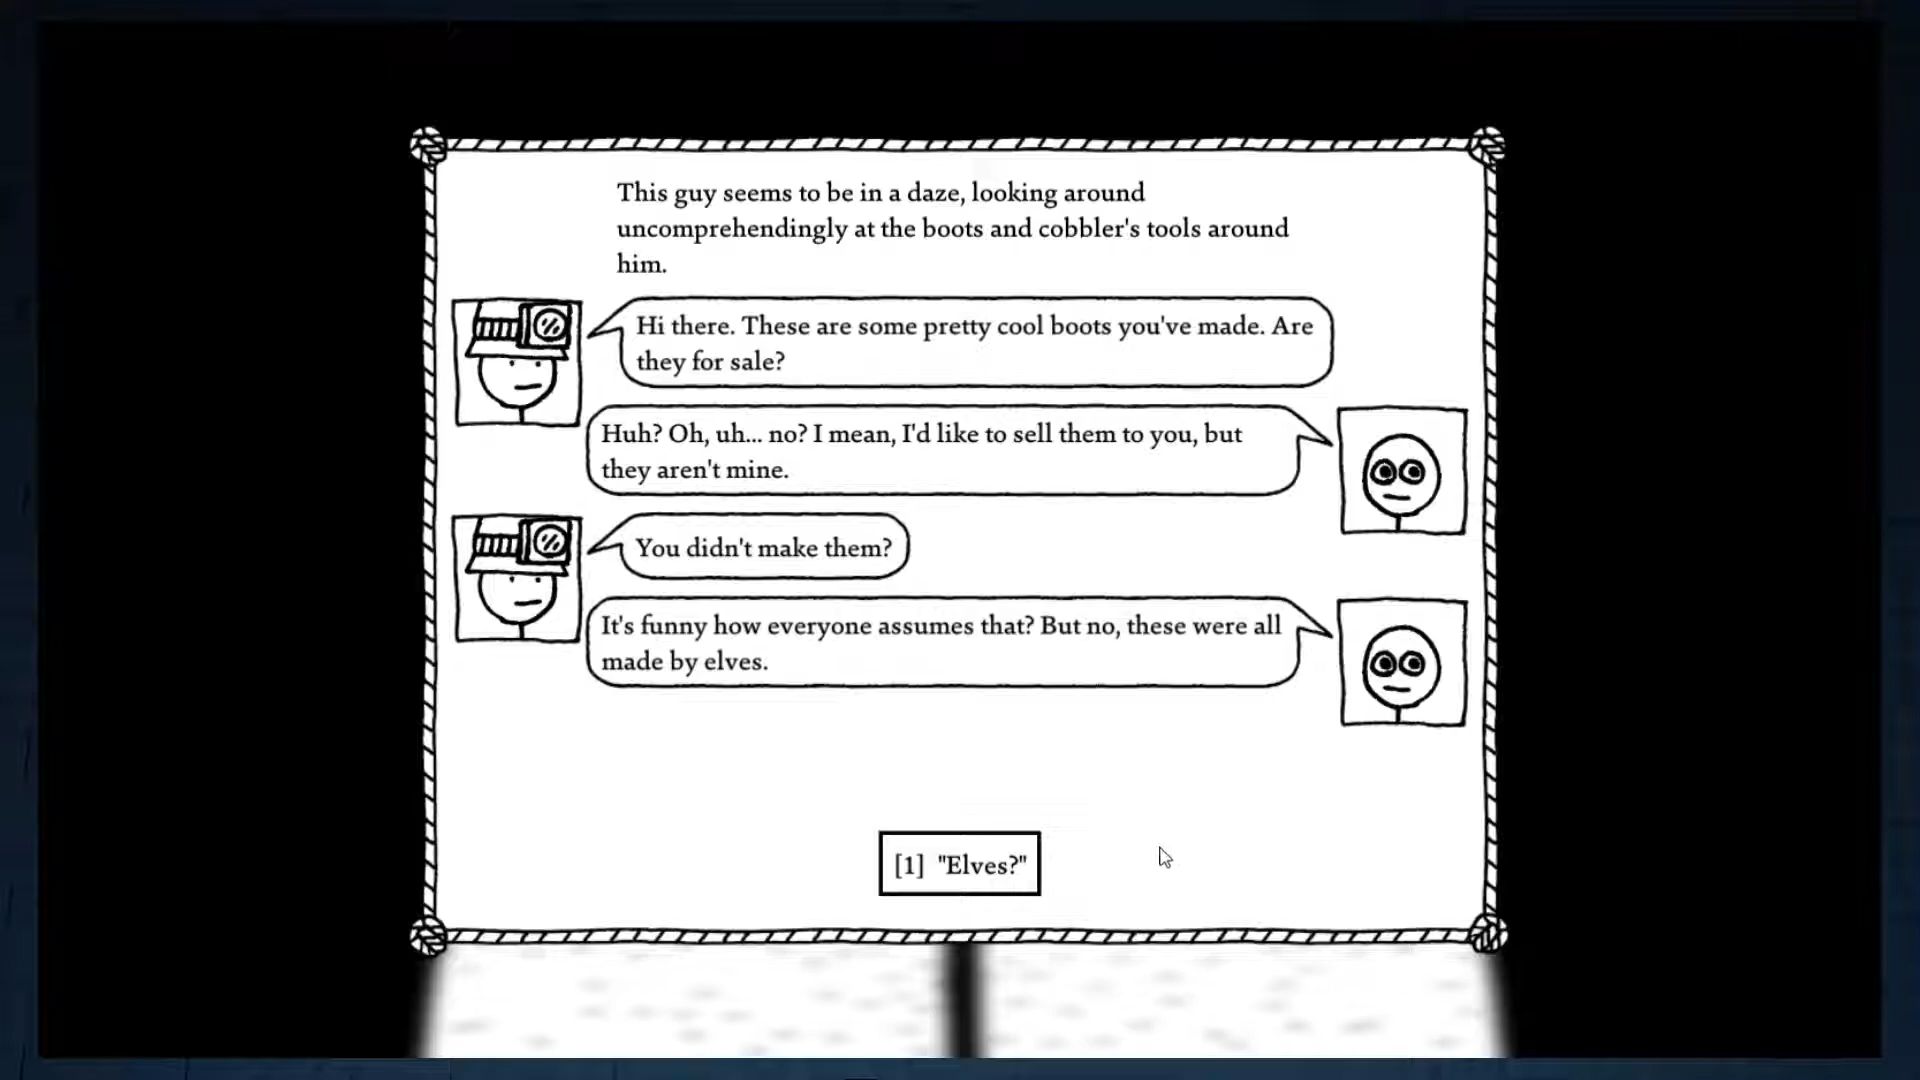 This guy seems to be in a daze, looking around
uncomprehendingly at the boots and cobbler's tools around
him.
Hi there. These are some pretty cool boots you've made. Are
they for sale?
Huh? Oh, uh... no? I mean, I'd like to sell them to you, but
they aren't mine.
You didn't make them?
It's funny how everyone assumes that? But no, these were all
made by elves.
[1] "Elves?"